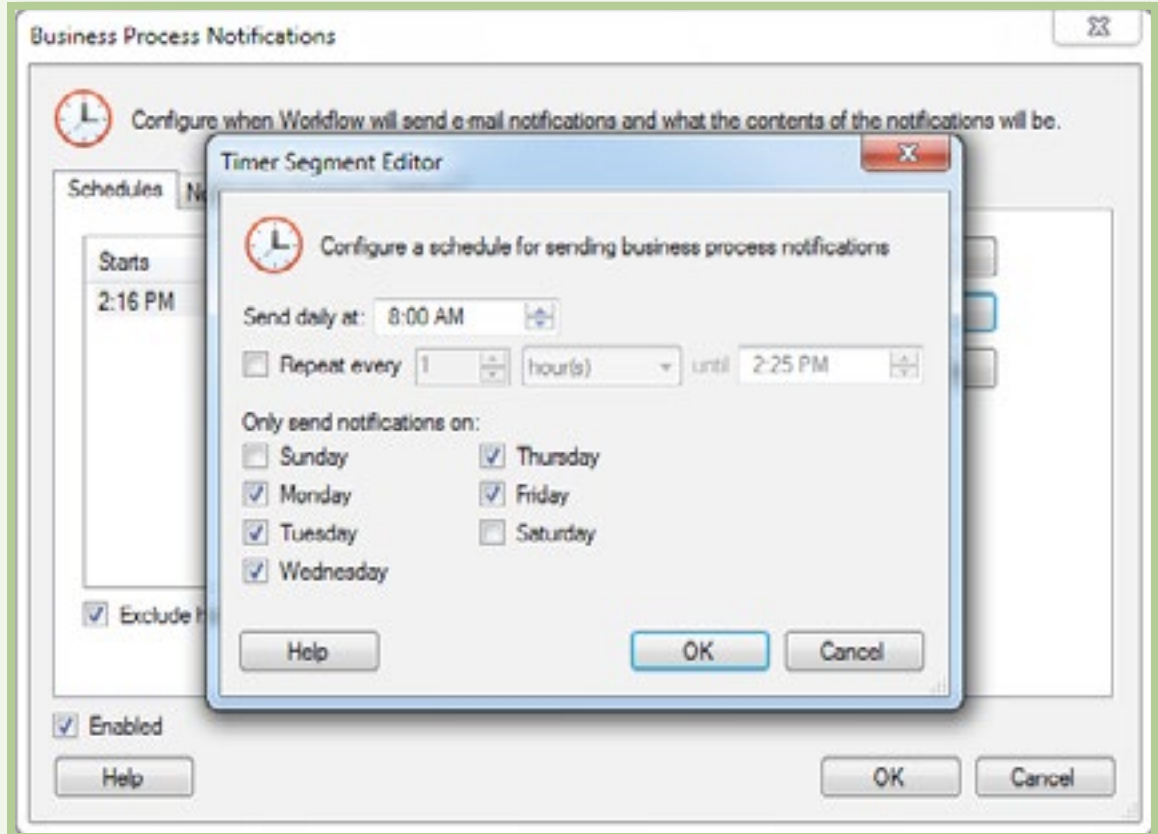 Business Process Notifications
Configure when Workflow will send e-mail notifications and what the contents of the notifications will be.
Timer Segment Editor
Schedules
Configure a schedule for sending business process notifications
Starts
2:16 PM
Send daily at: 8:00 AM
Repeat every 1 hour(s) until 2:25 PM
Only send notifications on:
Sunday Thursday
Monday Friday
Tuesday Saturday
Wednesday
Exclude
Help OK Cancel
Enabled
Help OK Cancel